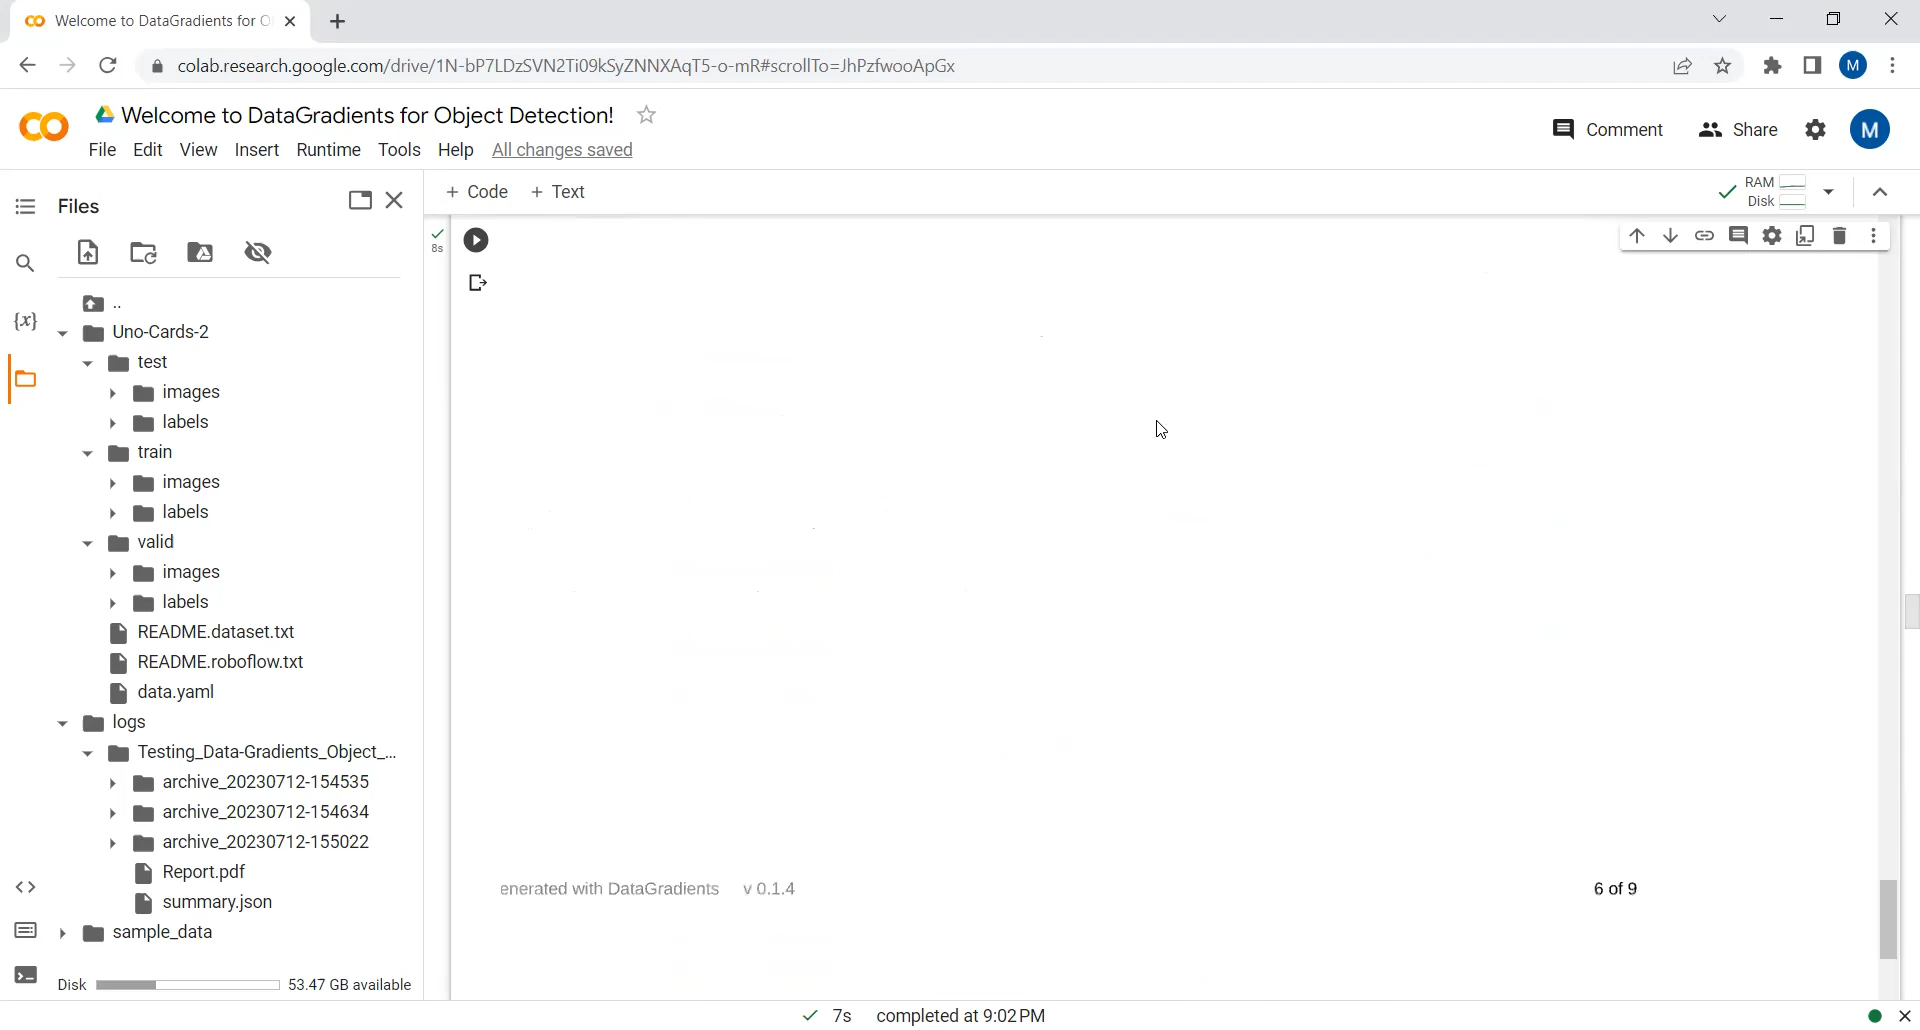 Welcome to DataGradients for O
colab.research.google.com/drive/1N-bP7LDzSVN2Ti09kSyZNNXAqT5-o-mR#scrollTo=JhPzfwooApGx
M
Welcome to DataGradients for Object Detection!
File Edit View Insert Runtime Tools Help All changes saved
Comment
Share
M
Files
+ Code + Text
RAM
Disk
8s
{x}
..
Uno-Cards-2
test
images
labels
train
images
labels
valid
images
labels
README.dataset.txt
README.roboflow.txt
data.yaml
logs
Testing_Data-Gradients_Object_...
archive_20230712-154535
archive_20230712-154634
archive_20230712-155022
Report.pdf
summary.json
sample_data
Disk 53.47 GB available
enerated with DataGradients v 0.1.4
6 of 9
7s completed at 9:02 PM